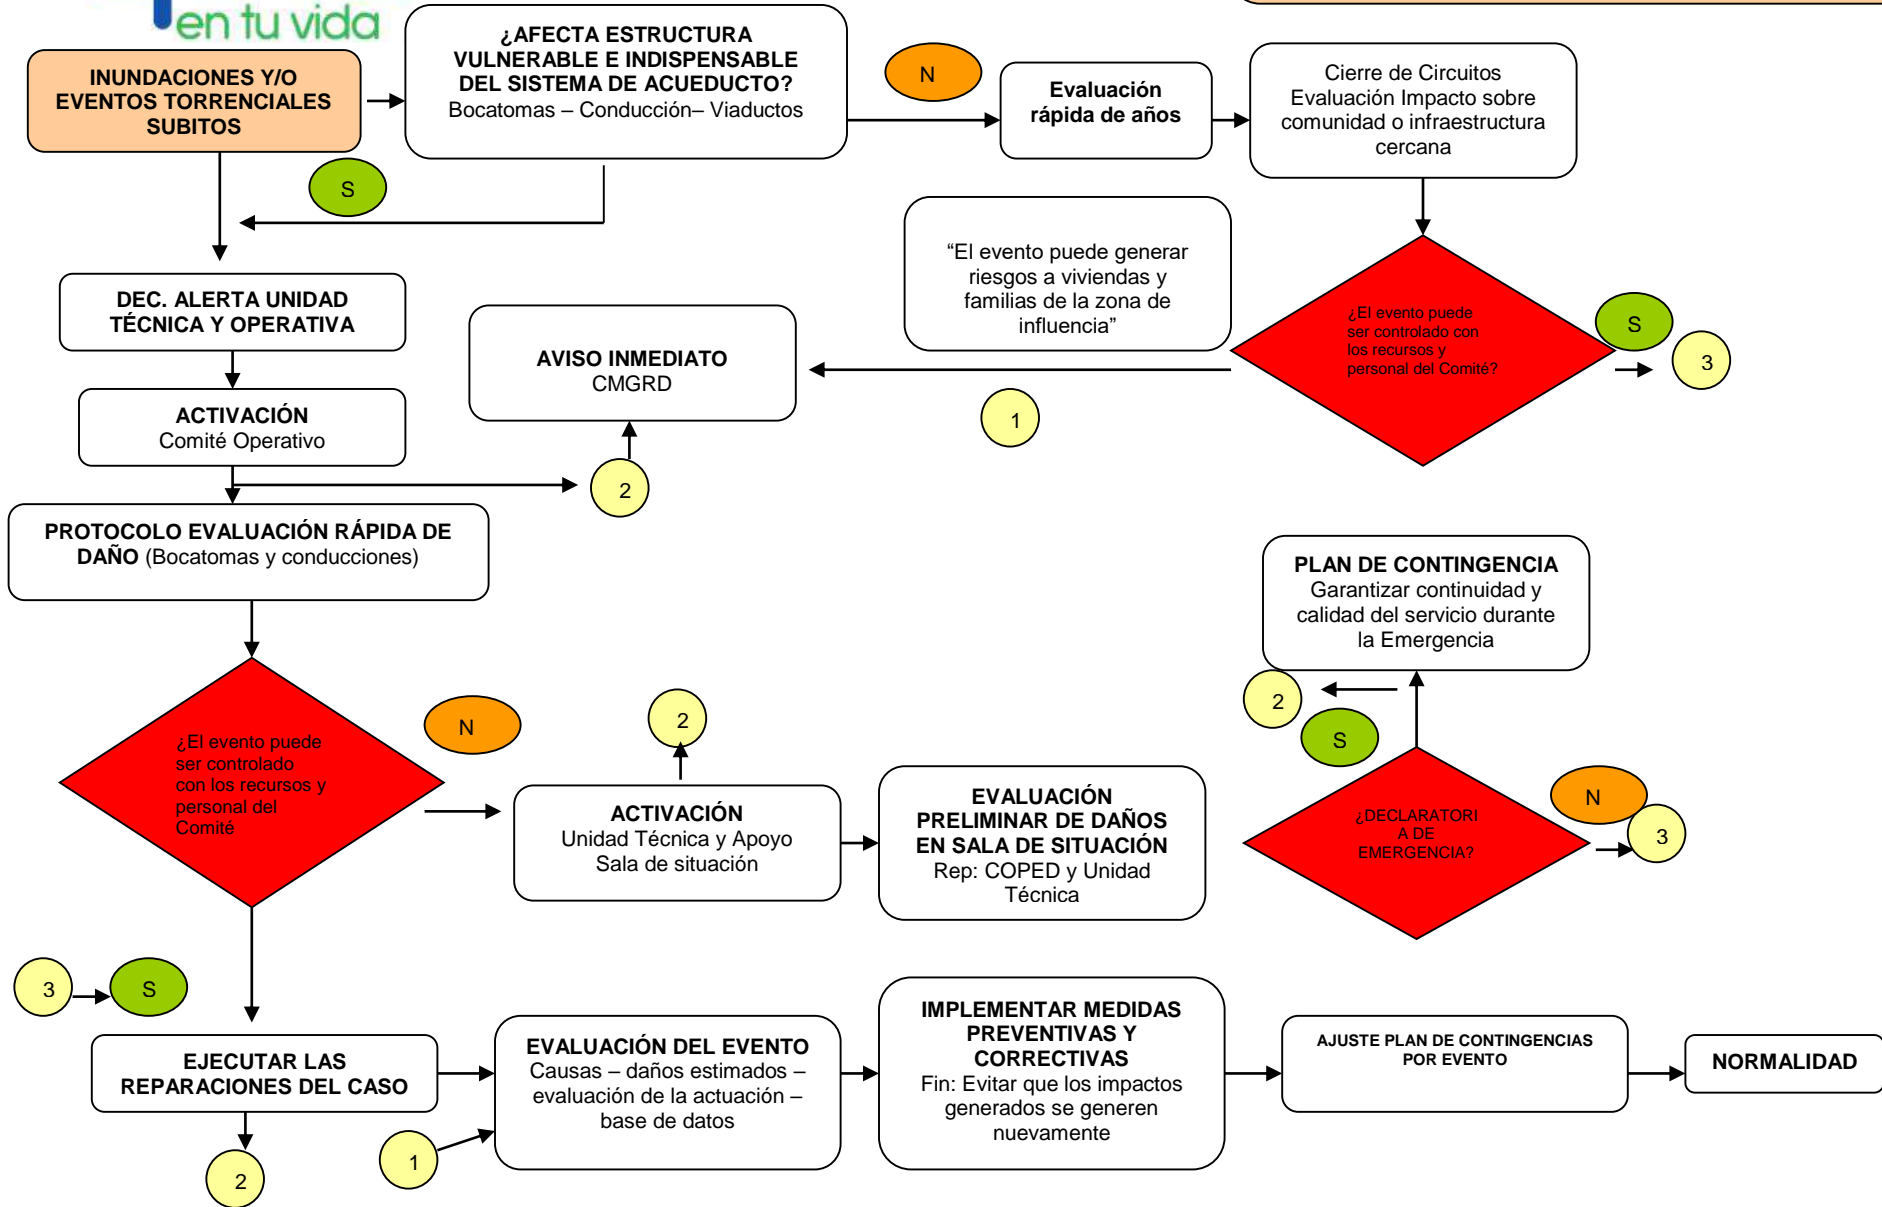 en tu vida
INUNDACIONES Y/O
EVENTOS TORRENCIALES
SUBITOS
¿AFECTA ESTRUCTURA
VULNERABLE E INDISPENSABLE
DEL SISTEMA DE ACUEDUCTO?
Bocatomas – Conducción– Viaductos
N
Evaluación
rápida de años
Cierre de Circuitos
Evaluación Impacto sobre
comunidad o infraestructura
cercana
S
“El evento puede generar
riesgos a viviendas y
familias de la zona de
influencia”
¿El evento puede
ser controlado con
los recursos y
personal del Comité?
S
3
DEC. ALERTA UNIDAD
TÉCNICA Y OPERATIVA
AVISO INMEDIATO
CMGRD
1
ACTIVACIÓN
Comité Operativo
2
PROTOCOLO EVALUACIÓN RÁPIDA DE
DAÑO (Bocatomas y conducciones)
PLAN DE CONTINGENCIA
Garantizar continuidad y
calidad del servicio durante
la Emergencia
2
S
¿El evento puede
ser controlado
con los recursos y
personal del
Comité
N
2
ACTIVACIÓN
Unidad Técnica y Apoyo
Sala de situación
EVALUACIÓN
PRELIMINAR DE DAÑOS
EN SALA DE SITUACIÓN
Rep: COPED y Unidad
Técnica
¿DECLARATORI
A DE
EMERGENCIA?
N
3
3
S
EJECUTAR LAS
REPARACIONES DEL CASO
2
1
EVALUACIÓN DEL EVENTO
Causas – daños estimados –
evaluación de la actuación –
base de datos
IMPLEMENTAR MEDIDAS
PREVENTIVAS Y
CORRECTIVAS
Fin: Evitar que los impactos
generados se generen
nuevamente
AJUSTE PLAN DE CONTINGENCIAS
POR EVENTO
NORMALIDAD